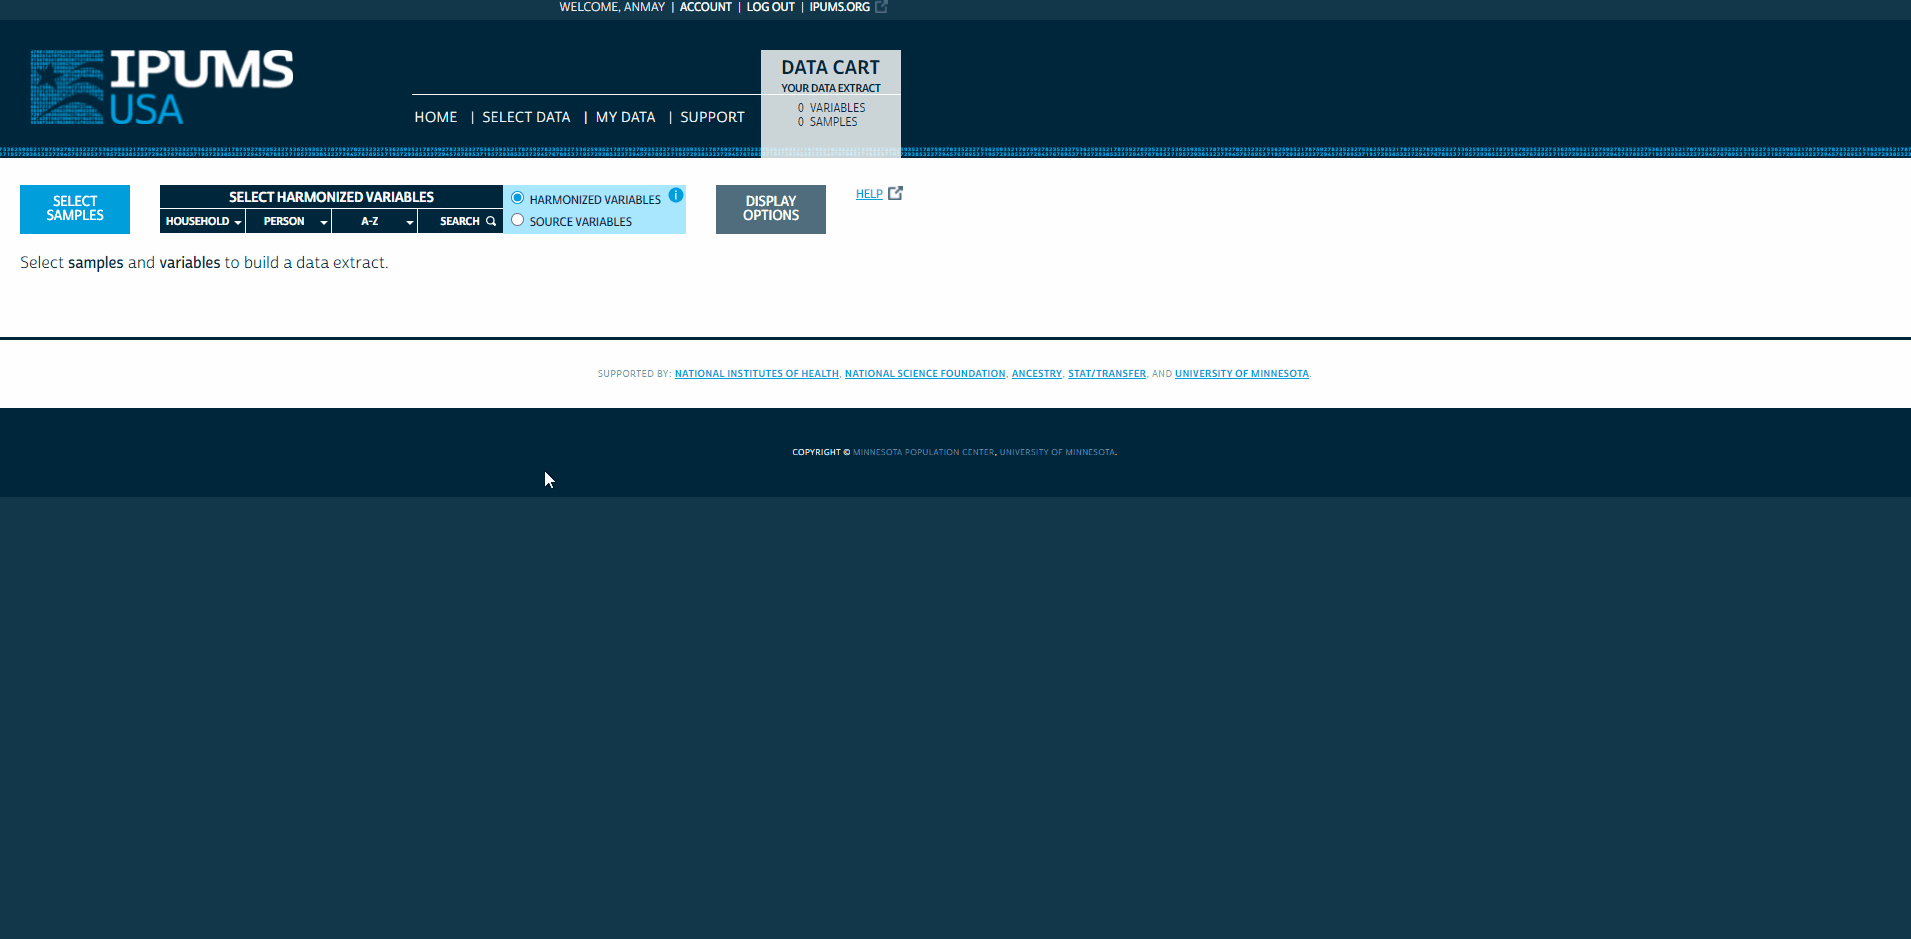 WELCOME, ANMAY | ACCOUNT | LOG OUT | IPUMS.ORG
IPUMS
USA
DATA CART
YOUR DATA EXTRACT
0 VARIABLES
0 SAMPLES
HOME | SELECT DATA | MY DATA | SUPPORT
SELECT
SAMPLES
SELECT HARMONIZED VARIABLES
HOUSEHOLD PERSON A-Z SEARCH
HARMONIZED VARIABLES i
SOURCE VARIABLES
DISPLAY
OPTIONS
HELP
Select samples and variables to build a data extract.
SUPPORTED BY: NATIONAL INSTITUTES OF HEALTH, NATIONAL SCIENCE FOUNDATION, ANCESTRY, STAT/TRANSFER, AND UNIVERSITY OF MINNESOTA.
COPYRIGHT © MINNESOTA POPULATION CENTER, UNIVERSITY OF MINNESOTA.